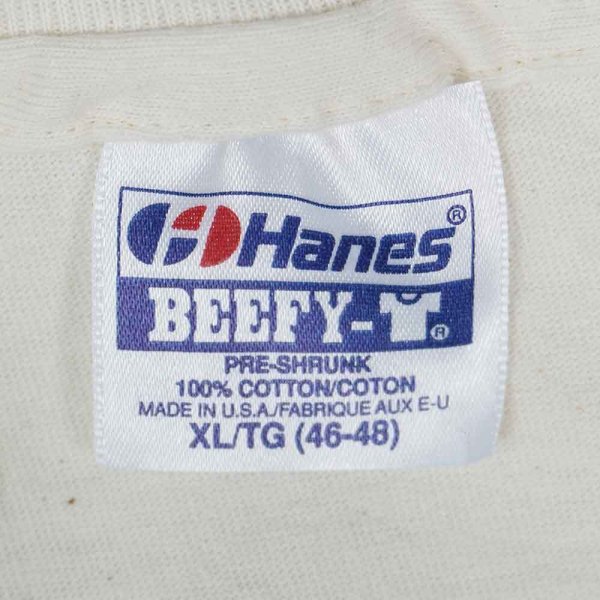 Hanes®
BEEFY-T®
PRE-SHRUNK
100% COTTON/COTON
MADE IN U.S.A./FABRIQUE AUX E-U
XL/TG (46-48)